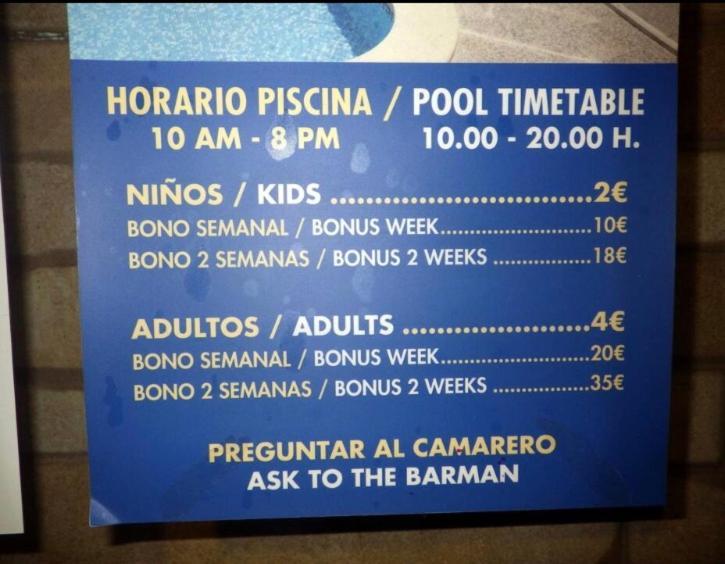 HORARIO PISCINA / POOL TIMETABLE
10 AM - 8 PM 10.00 - 20.00 H.
NIÑOS / KIDS ................................2€
BONO SEMANAL / BONUS WEEK..........................10€
BONO 2 SEMANAS / BONUS 2 WEEKS .................18€
ADULTOS / ADULTS .......................4€
BONO SEMANAL / BONUS WEEK..........................20€
BONO 2 SEMANAS / BONUS 2 WEEKS .................35€
PREGUNTAR AL CAMARERO
ASK TO THE BARMAN